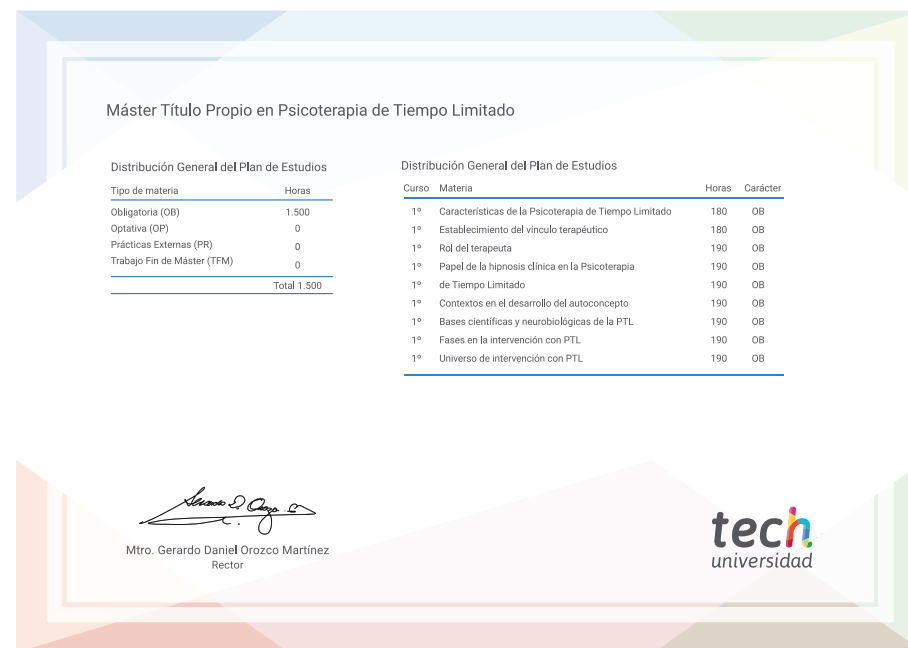 Máster Título Propio en Psicoterapia de Tiempo Limitado
Distribución General del Plan de Estudios
Tipo de materia Horas
Obligatoria (OB) 1.500
Optativa (OP) 0
Prácticas Externas (PR) 0
Trabajo Fin de Máster (TFM) 0
Total 1.500
Distribución General del Plan de Estudios
Curso Materia Horas Carácter
1º Características de la Psicoterapia de Tiempo Limitado 180 OB
1º Establecimiento del vínculo terapéutico 180 OB
1º Rol del terapeuta 190 OB
1º Papel de la hipnosis clínica en la Psicoterapia 190 OB
1º de Tiempo Limitado 190 OB
1º Contextos en el desarrollo del autoconcepto 190 OB
1º Bases científicas y neurobiológicas de la PTL 190 OB
1º Fases en la intervención con PTL 190 OB
1º Universo de intervención con PTL 190 OB
Mtro. Gerardo Daniel Orozco Martínez
Rector
tech
universidad